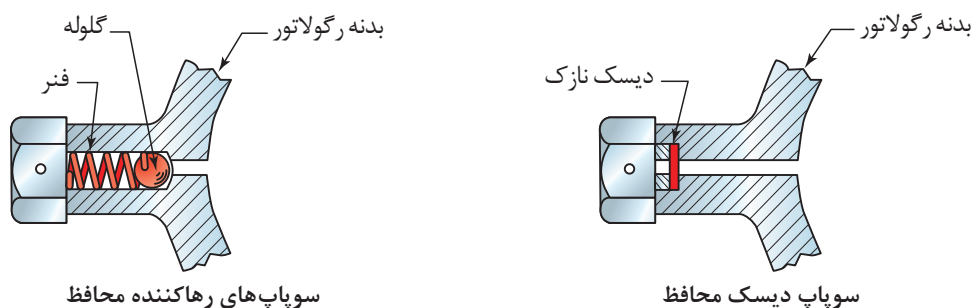 بدنه رگولاتور
دیسک نازک
سوپاپ دیسک محافظ
بدنه رگولاتور
گلوله
فنر
سوپاپ‌های رهاکننده محافظ